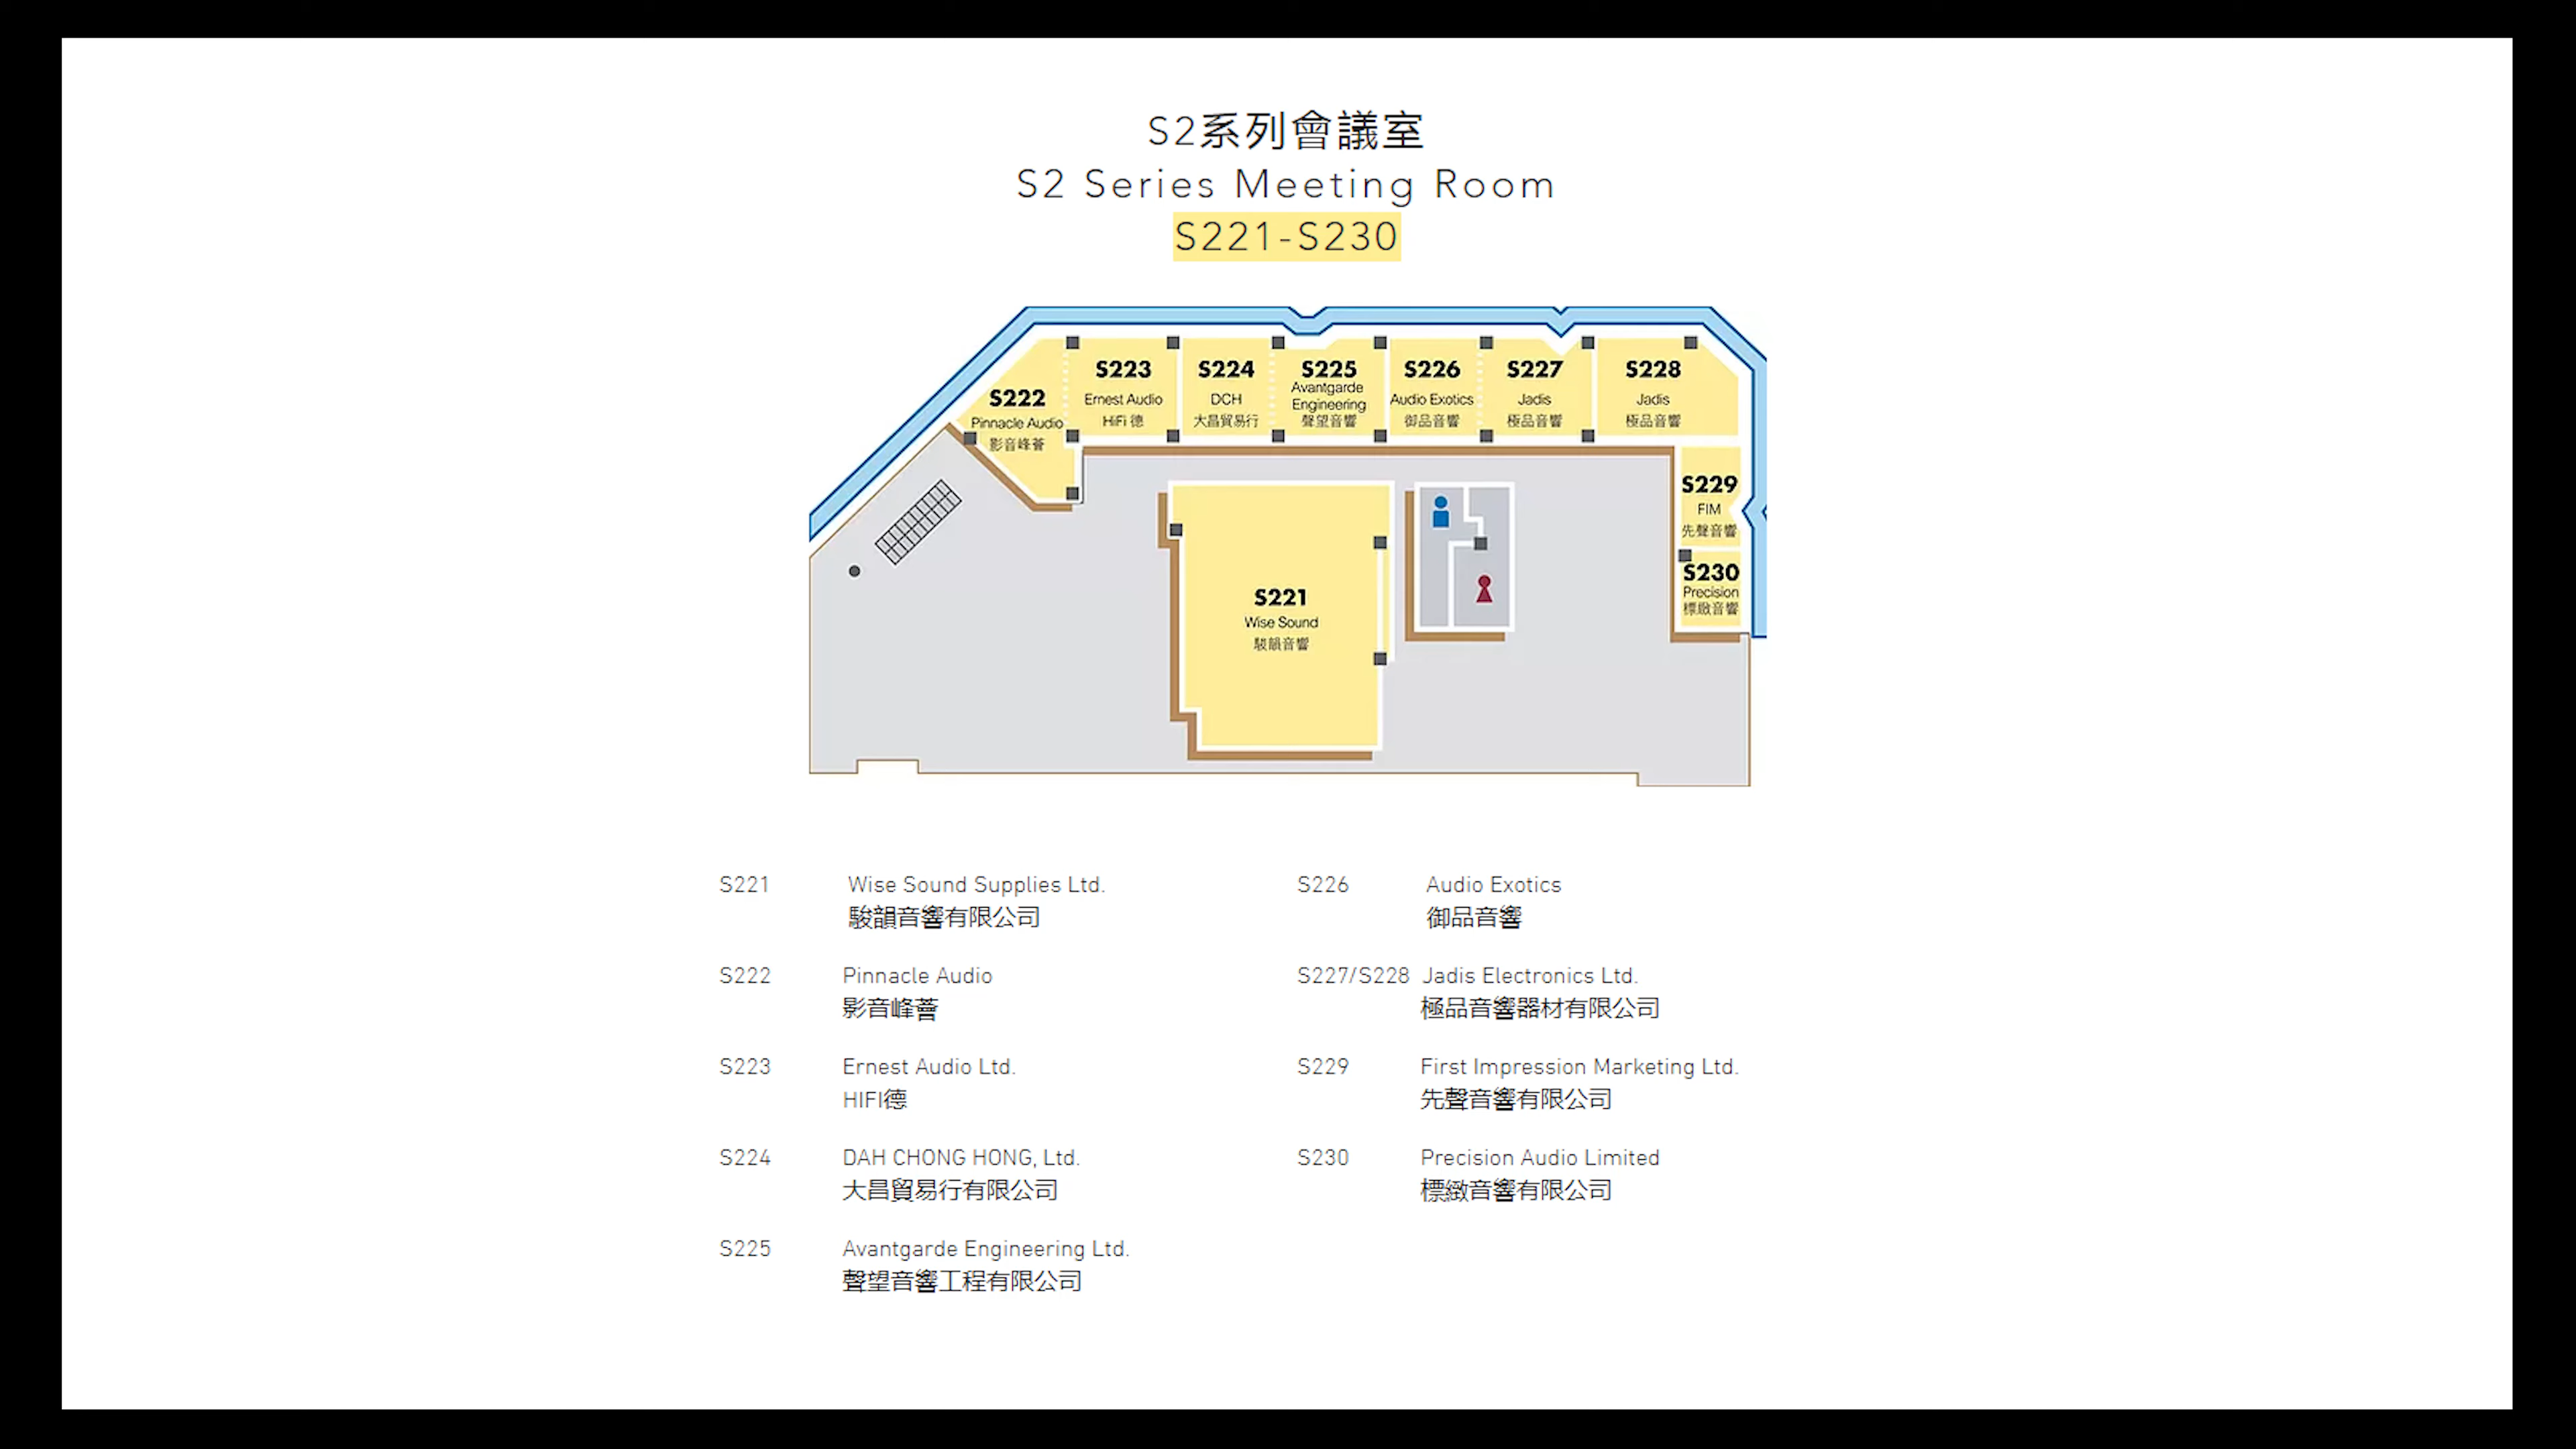 S2系列會議室
S2 Series Meeting Room
S221-S230
S222
Pinnacle Audio
影音峰薈
S223
Ernest Audio
HiFi 德
S224
DCH
大昌貿易行
S225
Avantgarde
Engineering
聲望音響
S226
Audio Exotics
御品音響
S227
Jadis
極品音響
S228
Jadis
極品音響
S229
FIM
先聲音響
S230
Precision
標緻音響
S221
Wise Sound
駿韻音響
S221 Wise Sound Supplies Ltd.
駿韻音響有限公司
S222 Pinnacle Audio
影音峰薈
S223 Ernest Audio Ltd.
HIFI德
S224 DAH CHONG HONG, Ltd.
大昌貿易行有限公司
S225 Avantgarde Engineering Ltd.
聲望音響工程有限公司
S226 Audio Exotics
御品音響
S227/S228 Jadis Electronics Ltd.
極品音響器材有限公司
S229 First Impression Marketing Ltd.
先聲音響有限公司
S230 Precision Audio Limited
標緻音響有限公司